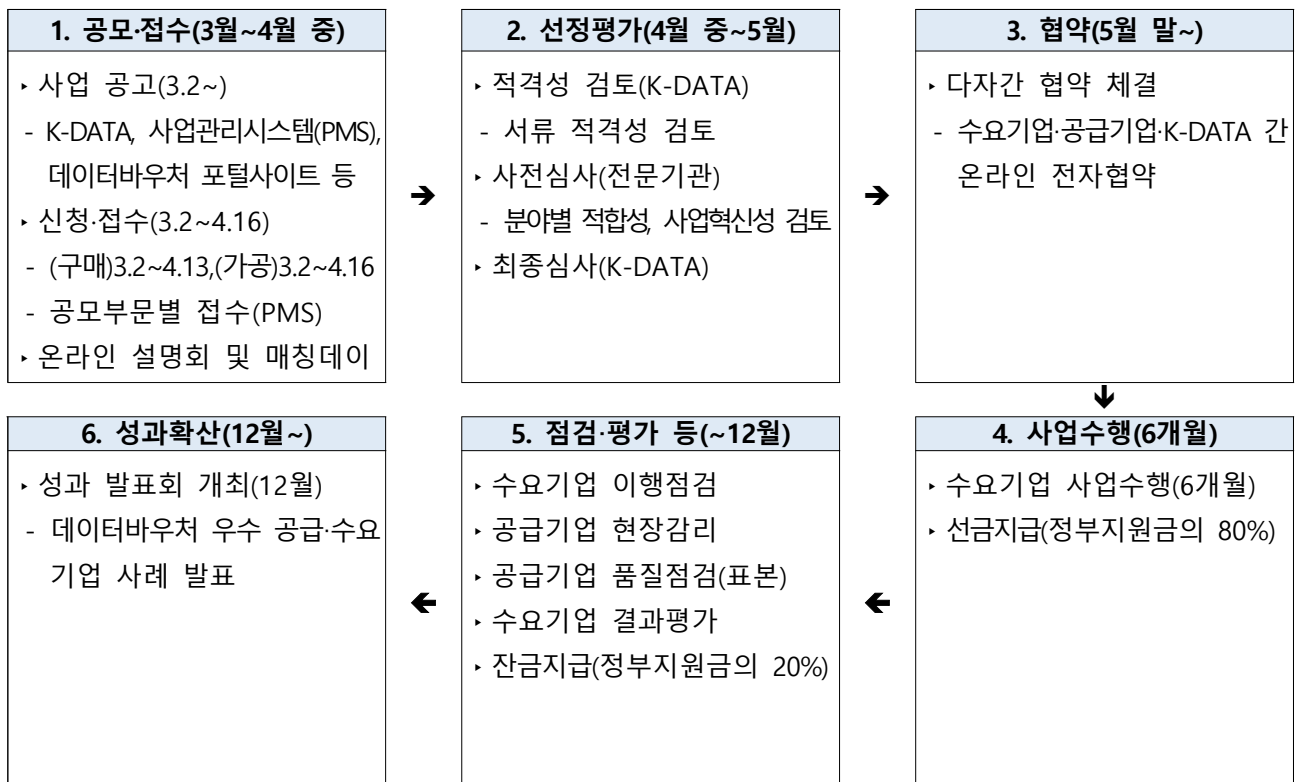 1. 공모·접수(3월~4월 중)
‣ 사업 공고(3.2~)
- K-DATA, 사업관리시스템(PMS),
데이터바우처 포털사이트 등
‣ 신청·접수(3.2~4.16)
- (구매)3.2~4.13,(가공)3.2~4.16
- 공모부문별 접수(PMS)
‣ 온라인 설명회 및 매칭데이
➔
2. 선정평가(4월 중~5월)
‣ 적격성 검토(K-DATA)
- 서류 적격성 검토
‣ 사전심사(전문기관)
- 분야별 적합성, 사업혁신성 검토
‣ 최종심사(K-DATA)
➔
3. 협약(5월 말~)
‣ 다자간 협약 체결
- 수요기업·공급기업·K-DATA 간
온라인 전자협약
🡻
4. 사업수행(6개월)
‣ 수요기업 사업수행(6개월)
‣ 선금지급(정부지원금의 80%)
🡸
5. 점검·평가 등(~12월)
‣ 수요기업 이행점검
‣ 공급기업 현장감리
‣ 공급기업 품질점검(표본)
‣ 수요기업 결과평가
‣ 잔금지급(정부지원금의 20%)
🡸
6. 성과확산(12월~)
‣ 성과 발표회 개최(12월)
- 데이터바우처 우수 공급·수요
기업 사례 발표